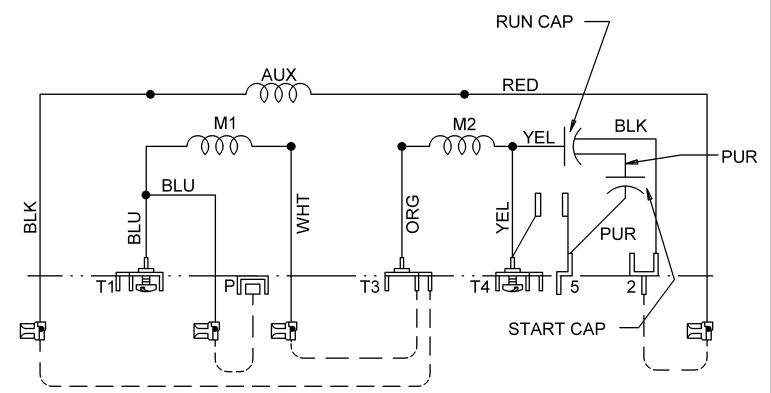 RUN CAP
AUX
RED
M1
M2
YEL
BLK
PUR
BLU
BLK
BLU
WHT
ORG
YEL
PUR
T1
P
T3
T4
5
2
START CAP